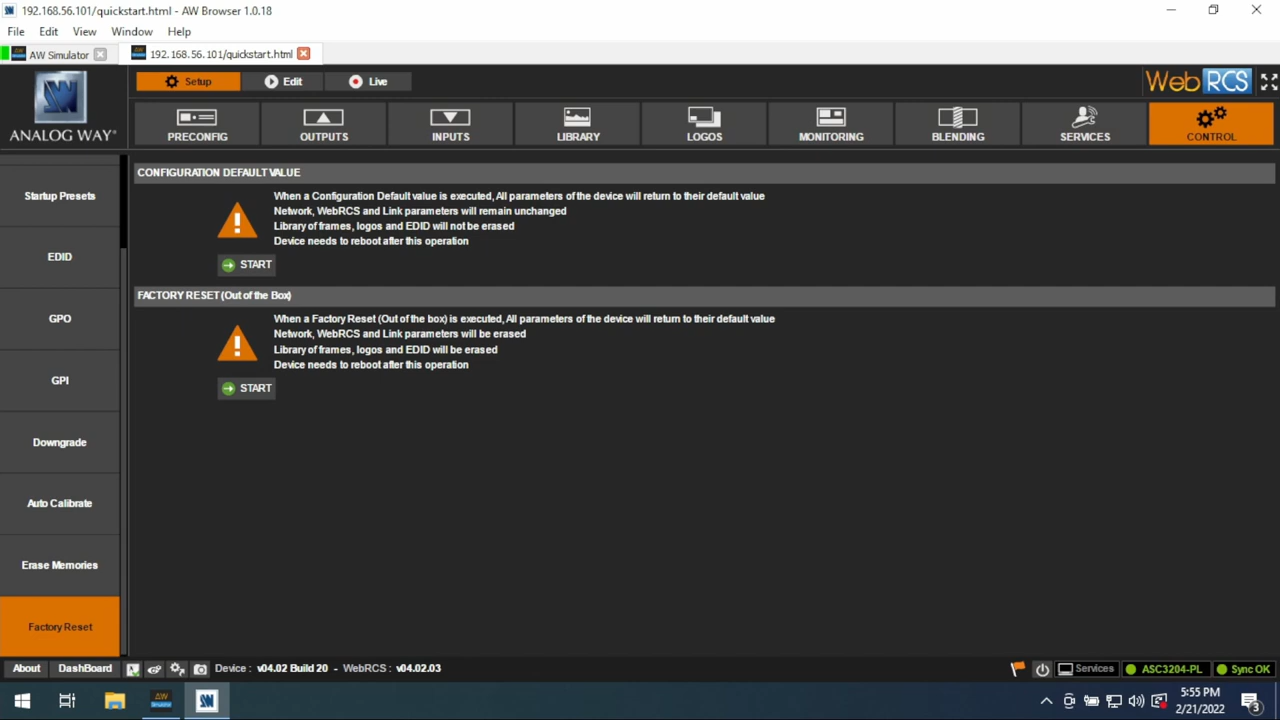 192.168.56.101/quickstart.html - AW Browser 1.0.18
File Edit View Window Help
AW Simulator 192.168.56.101/quickstart.html
ANALOG WAY®
Setup Edit Live
Web RCS
PRECONFIG OUTPUTS INPUTS LIBRARY LOGOS MONITORING BLENDING SERVICES CONTROL
Startup Presets
EDID
GPO
GPI
Downgrade
Auto Calibrate
Erase Memories
Factory Reset
CONFIGURATION DEFAULT VALUE
When a Configuration Default value is executed, All parameters of the device will return to their default value
Network, WebRCS and Link parameters will remain unchanged
Library of frames, logos and EDID will not be erased
Device needs to reboot after this operation
START
FACTORY RESET (Out of the Box)
When a Factory Reset (Out of the box) is executed, All parameters of the device will return to their default value
Network, WebRCS and Link parameters will be erased
Library of frames, logos and EDID will be erased
Device needs to reboot after this operation
START
About DashBoard Device : v04.02 Build 20 - WebRCS : v04.02.03 Services ASC3204-PL Sync OK
5:55 PM
2/21/2022
3